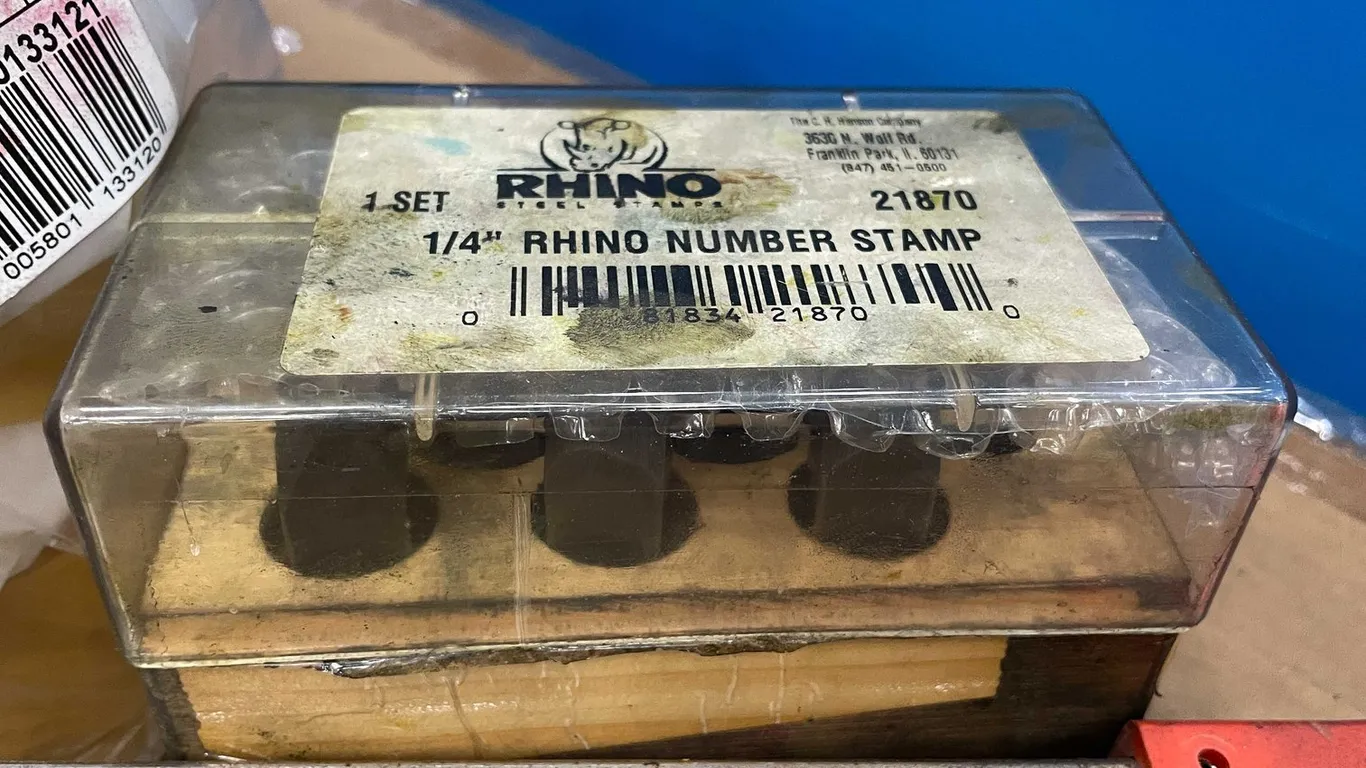 0133121
133120
005801
The C. H. Hanson Company
3630 N. Wolf Rd.
Franklin Park, IL 60131
(847) 451-0500
RHINO
STEEL STAMPS
1 SET
21870
1/4" RHINO NUMBER STAMP
0 81834 21870 0